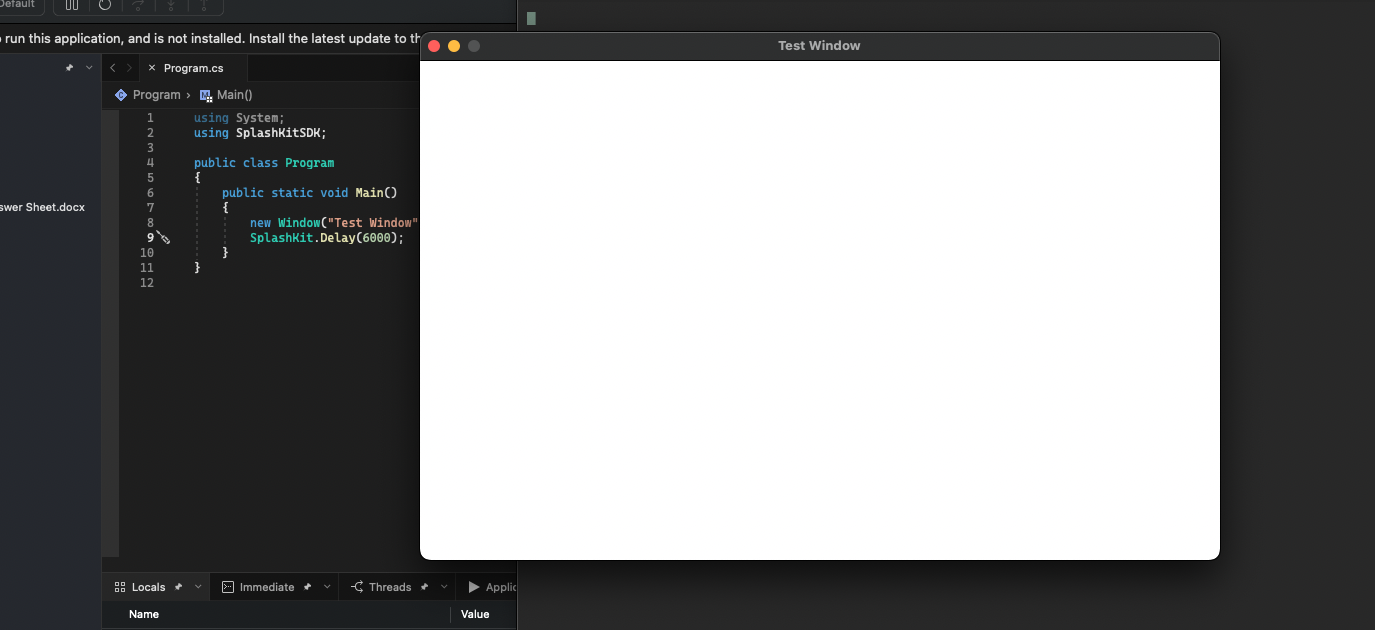 Default
run this application, and is not installed. Install the latest update to th
Test Window
Program.cs
Program › Main()
1 using System;
2 using SplashKitSDK;
3
4 public class Program
5 {
6 public static void Main()
7 {
8 new Window("Test Window"
9 SplashKit.Delay(6000);
10 }
11 }
12
swer Sheet.docx
Locals Immediate Threads Applic
Name Value